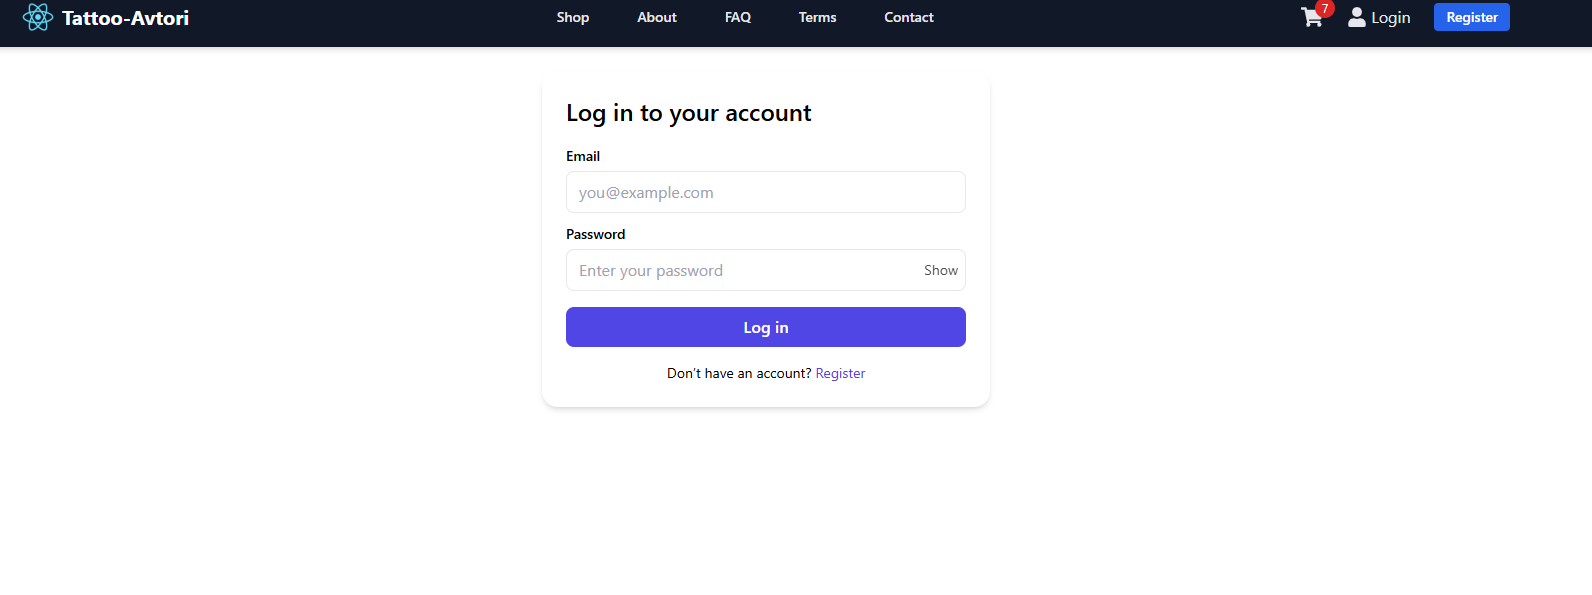 Tattoo-Avtori Shop About FAQ Terms Contact 7 Login Register
Log in to your account
Email
you@example.com
Password
Enter your password Show
Log in
Don’t have an account? Register